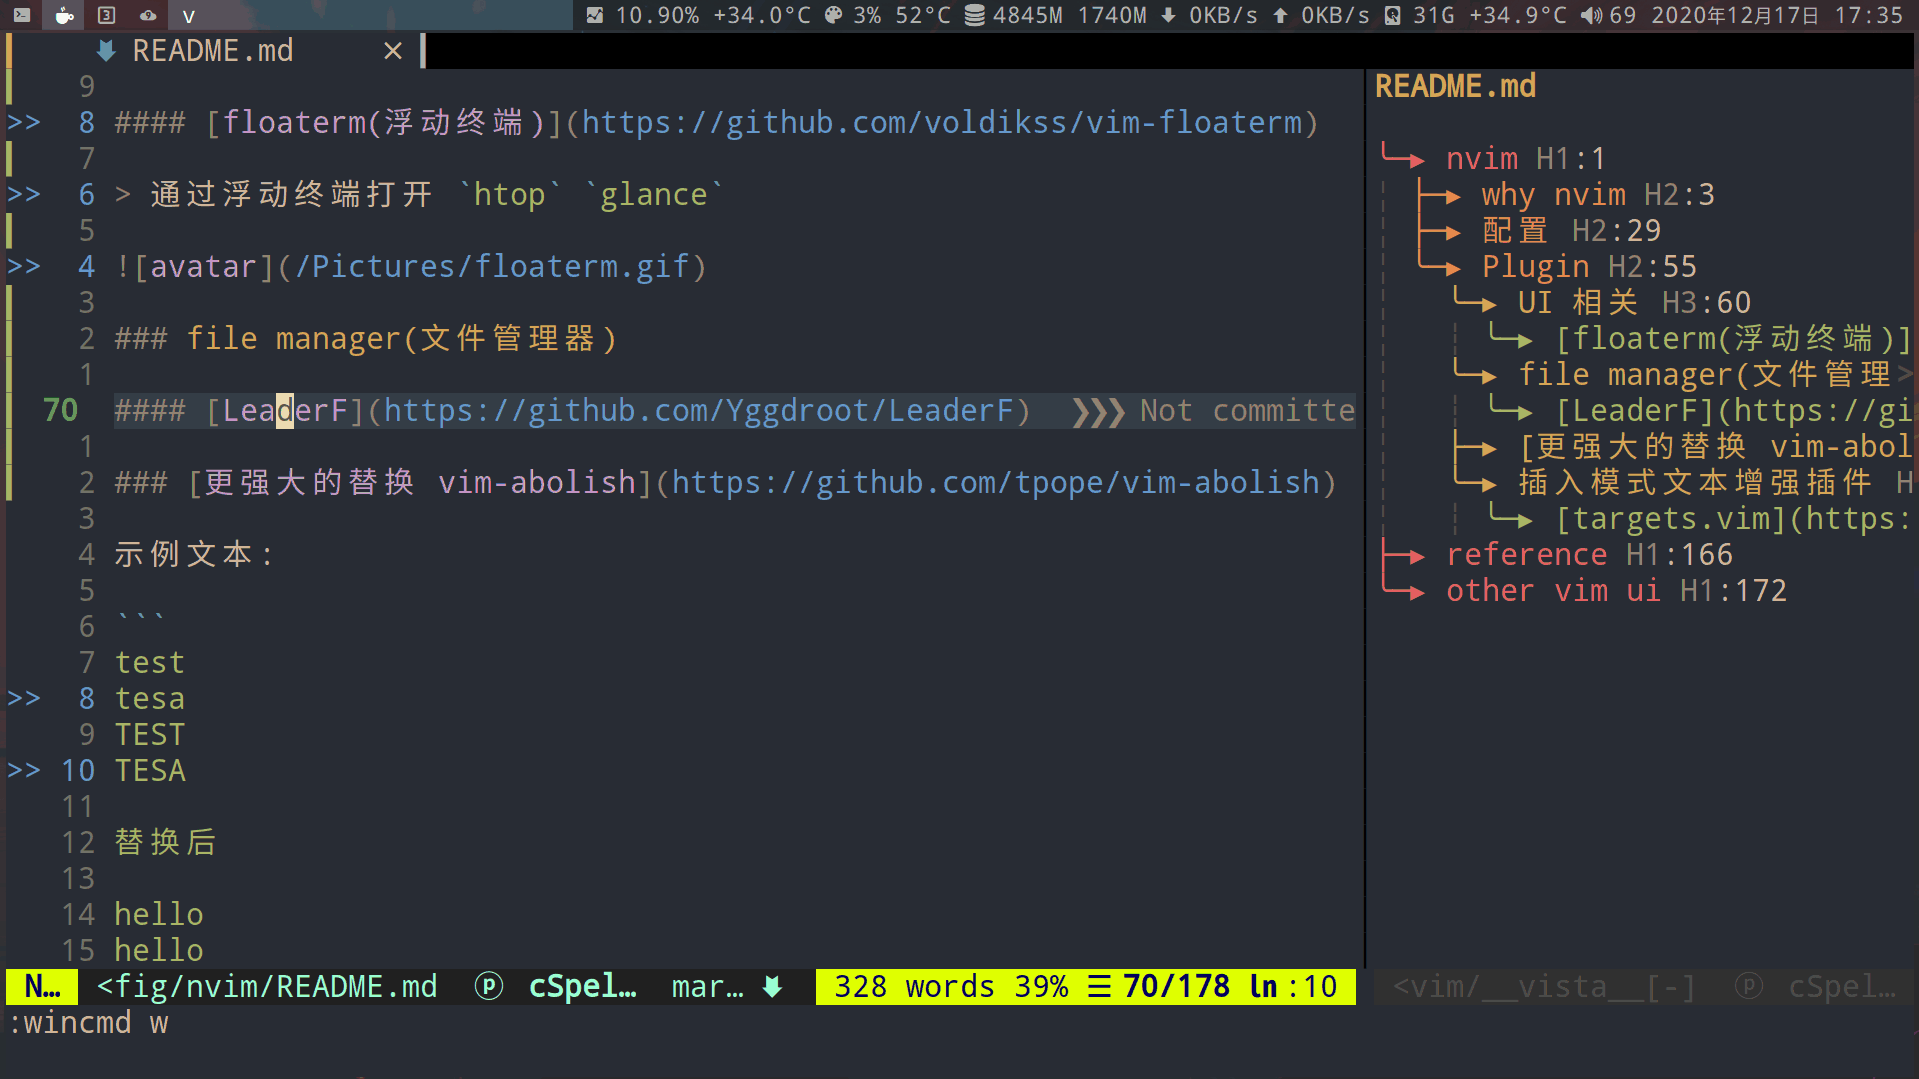 3 V 10.90% +34.0°C 3% 52°C 4845M 1740M 0KB/s 0KB/s 31G +34.9°C 69 2020年12月17日 17:35
README.md ×
9
>> 8 #### [floaterm(浮动终端)](https://github.com/voldikss/vim-floaterm)
7
>> 6 > 通过浮动终端打开 `htop` `glance`
5
>> 4 ![avatar](/Pictures/floaterm.gif)
3
2 ### file manager(文件管理器)
1
70 #### [LeaderF](https://github.com/Yggdroot/LeaderF) ❯❯❯ Not committe
1
2 ### [更强大的替换 vim-abolish](https://github.com/tpope/vim-abolish)
3
4 示例文本:
5
6 ```
7 test
>> 8 tesa
9 TEST
>> 10 TESA
11
12 替换后
13
14 hello
15 hello
README.md
nvim H1:1
why nvim H2:3
配置 H2:29
Plugin H2:55
UI 相关 H3:60
[floaterm(浮动终端)]
file manager(文件管理>
[LeaderF](https://gi
[更强大的替换 vim-abol
插入模式文本增强插件 H
[targets.vim](https:
reference H1:166
other vim ui H1:172
N… <fig/nvim/README.md ⓟ cSpel… mar… 328 words 39% ☰ 70/178 ln :10 <vim/__vista__[-] ⓟ cSpel…
:wincmd w